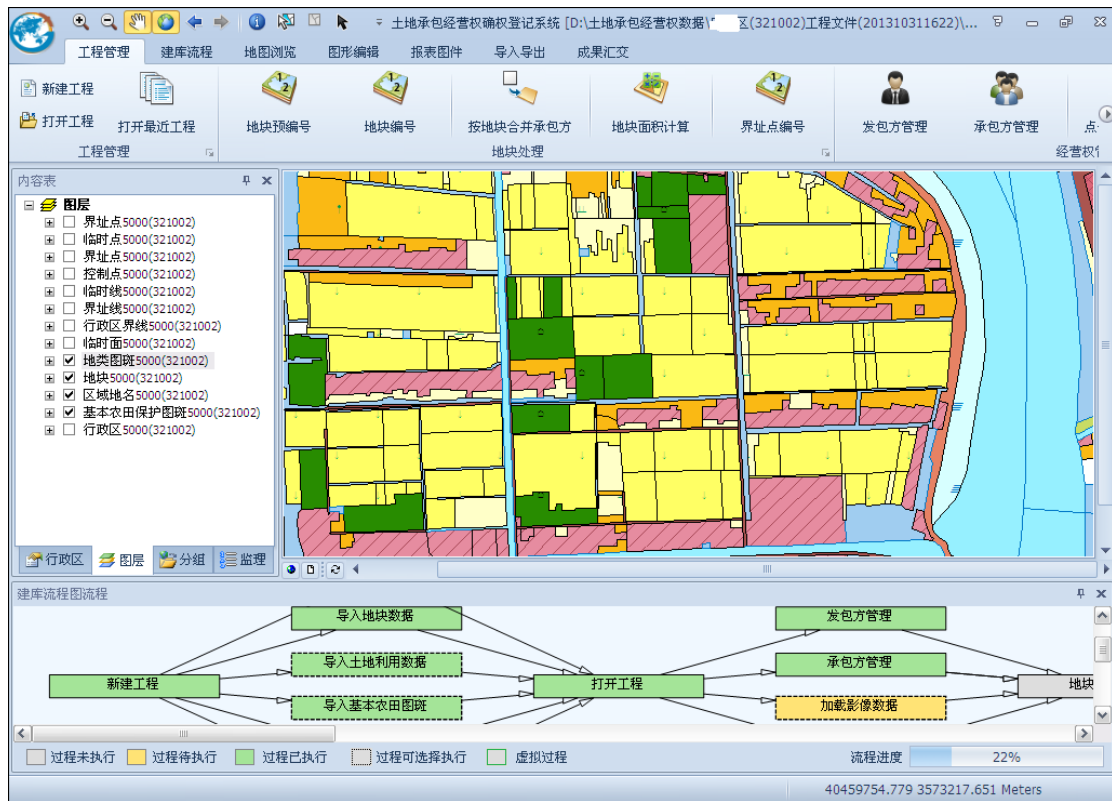 土地承包经营权确权登记系统 [D:\土地承包经营权数据\ 区(321002)工程文件(201310311622)\...
工程管理 建库流程 地图浏览 图形编辑 报表图件 导入导出 成果汇交
新建工程
打开工程
打开最近工程 地块预编号 地块编号 按地块合并承包方 地块面积计算 界址点编号 发包方管理 承包方管理 点
工程管理 地块处理 经营权
内容表
图层
界址点5000(321002)
临时点5000(321002)
界址点5000(321002)
控制点5000(321002)
临时线5000(321002)
界址线5000(321002)
行政区界线5000(321002)
临时面5000(321002)
地类图斑5000(321002)
地块5000(321002)
区域地名5000(321002)
基本农田保护图斑5000(321002)
行政区5000(321002)
行政区 图层 分组 监理
建库流程图流程
导入地块数据 发包方管理
导入土地利用数据 承包方管理
新建工程 打开工程 地块
导入基本农田图斑 加载影像数据
过程未执行 过程待执行 过程已执行 过程可选择执行 虚拟过程 流程进度 22%
40459754.779 3573217.651 Meters